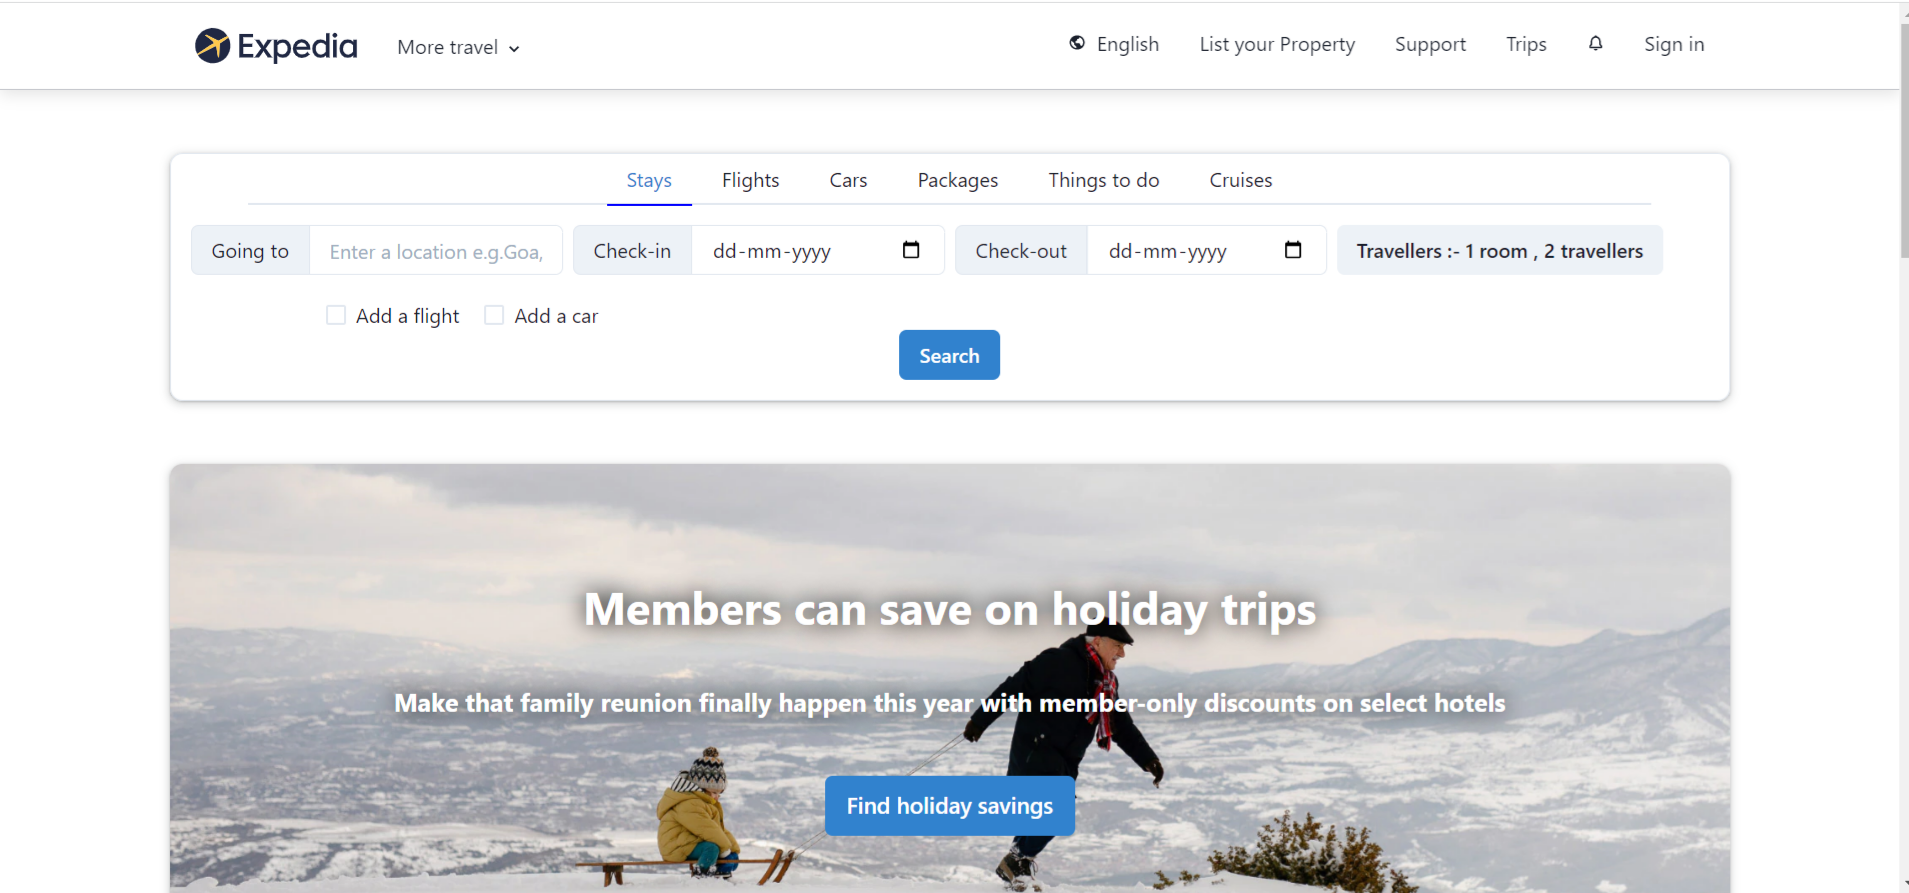 Expedia More travel English List your Property Support Trips Sign in
Stays Flights Cars Packages Things to do Cruises
Going to Enter a location e.g.Goa, Check-in dd-mm-yyyy Check-out dd-mm-yyyy Travellers :- 1 room , 2 travellers
Add a flight Add a car
Search
Members can save on holiday trips
Make that family reunion finally happen this year with member-only discounts on select hotels
Find holiday savings